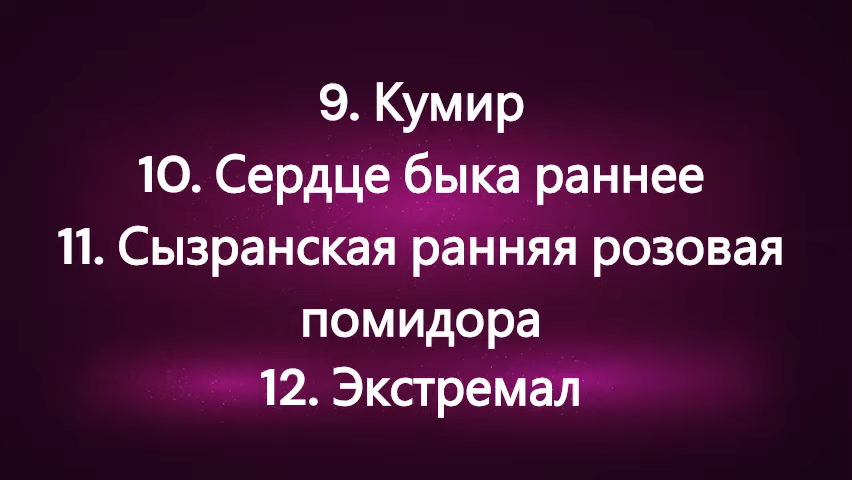 9. Кумир
10. Сердце быка раннее
11. Сызранская ранняя розовая
помидора
12. Экстремал